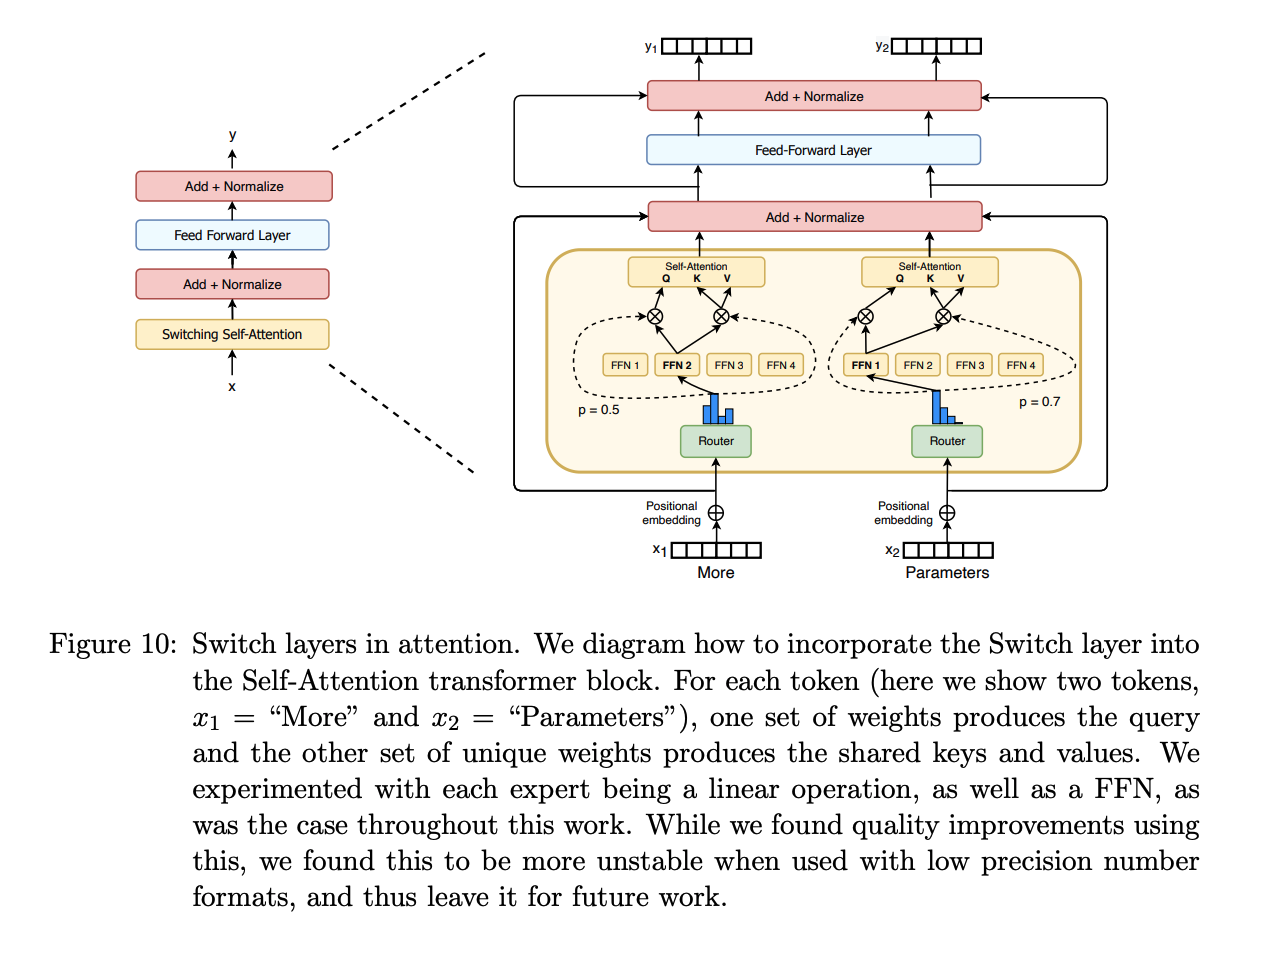 y
Add + Normalize
Feed Forward Layer
Add + Normalize
Switching Self-Attention
x
y1
y2
Add + Normalize
Feed-Forward Layer
Add + Normalize
Self-Attention
Q K V
Self-Attention
Q K V
FFN 1 FFN 2 FFN 3 FFN 4
FFN 1 FFN 2 FFN 3 FFN 4
p = 0.5
p = 0.7
Router
Router
Positional
embedding
Positional
embedding
x1
x2
More
Parameters
Figure 10: Switch layers in attention. We diagram how to incorporate the Switch layer into
the Self-Attention transformer block. For each token (here we show two tokens,
x1 = “More” and x2 = “Parameters”), one set of weights produces the query
and the other set of unique weights produces the shared keys and values. We
experimented with each expert being a linear operation, as well as a FFN, as
was the case throughout this work. While we found quality improvements using
this, we found this to be more unstable when used with low precision number
formats, and thus leave it for future work.